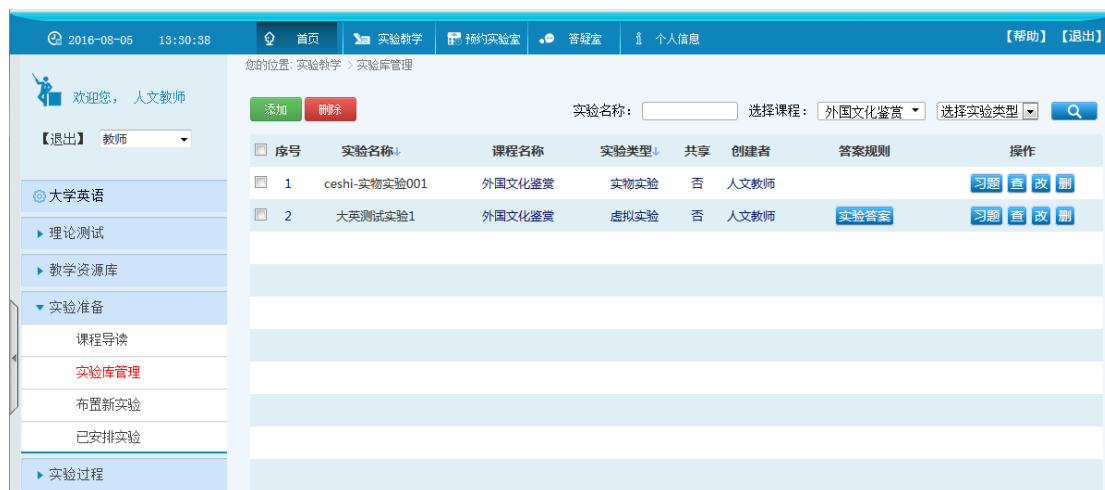 2016-08-05 13:30:38 首页 实验教学 预约实验室 答疑室 个人信息 【帮助】 【退出】
您的位置: 实验教学 > 实验库管理
欢迎您， 人文教师
【退出】 教师
添加 删除 实验名称： 选择课程： 外国文化鉴赏 选择实验类型
序号 实验名称↓ 课程名称 实验类型↓ 共享 创建者 答案规则 操作
1 ceshi-实物实验001 外国文化鉴赏 实物实验 否 人文教师 习题 查 改 删
2 大英测试实验1 外国文化鉴赏 虚拟实验 否 人文教师 实验答案 习题 查 改 删
大学英语
理论测试
教学资源库
实验准备
课程导读
实验库管理
布置新实验
已安排实验
实验过程